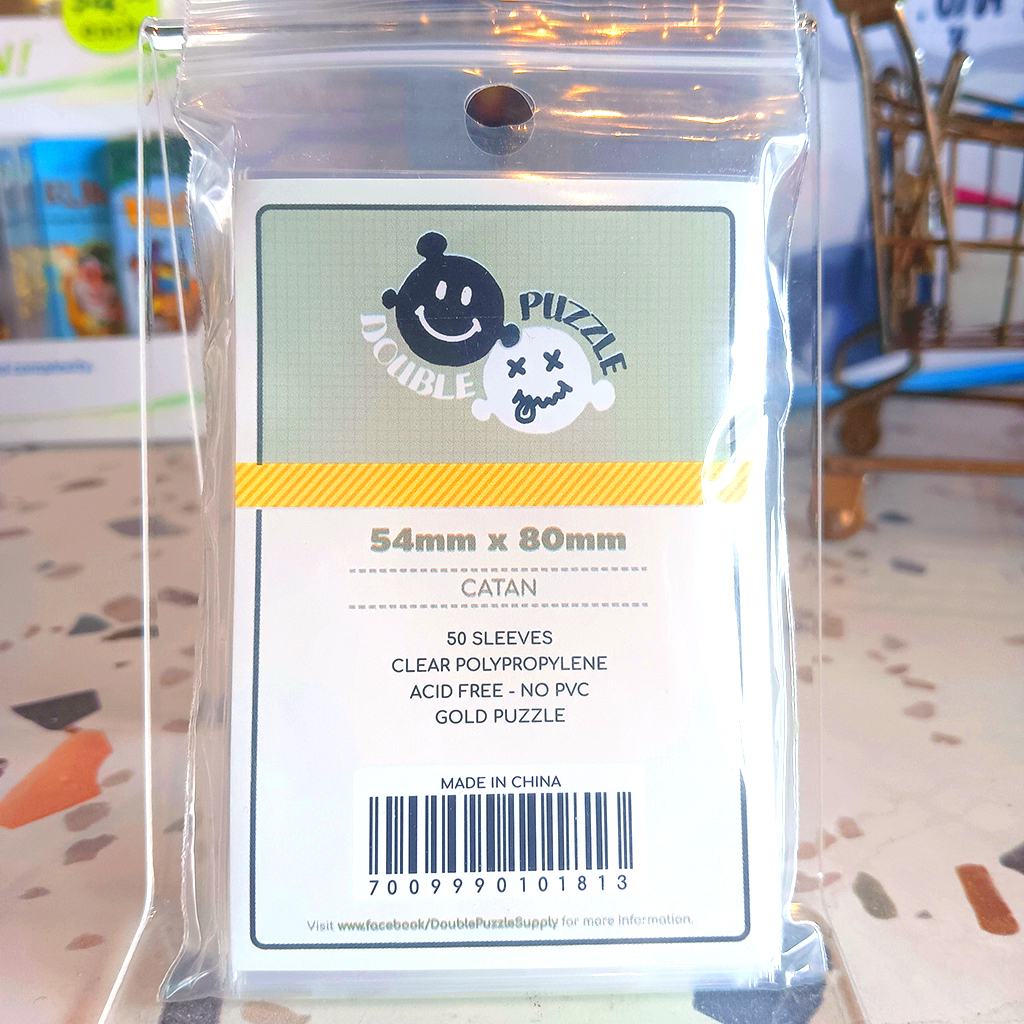 DOUBLE
PUZZLE
54mm x 80mm
CATAN
50 SLEEVES
CLEAR POLYPROPYLENE
ACID FREE - NO PVC
GOLD PUZZLE
MADE IN CHINA
7009990101813
Visit www.facebook/DoublePuzzleSupply for more information.